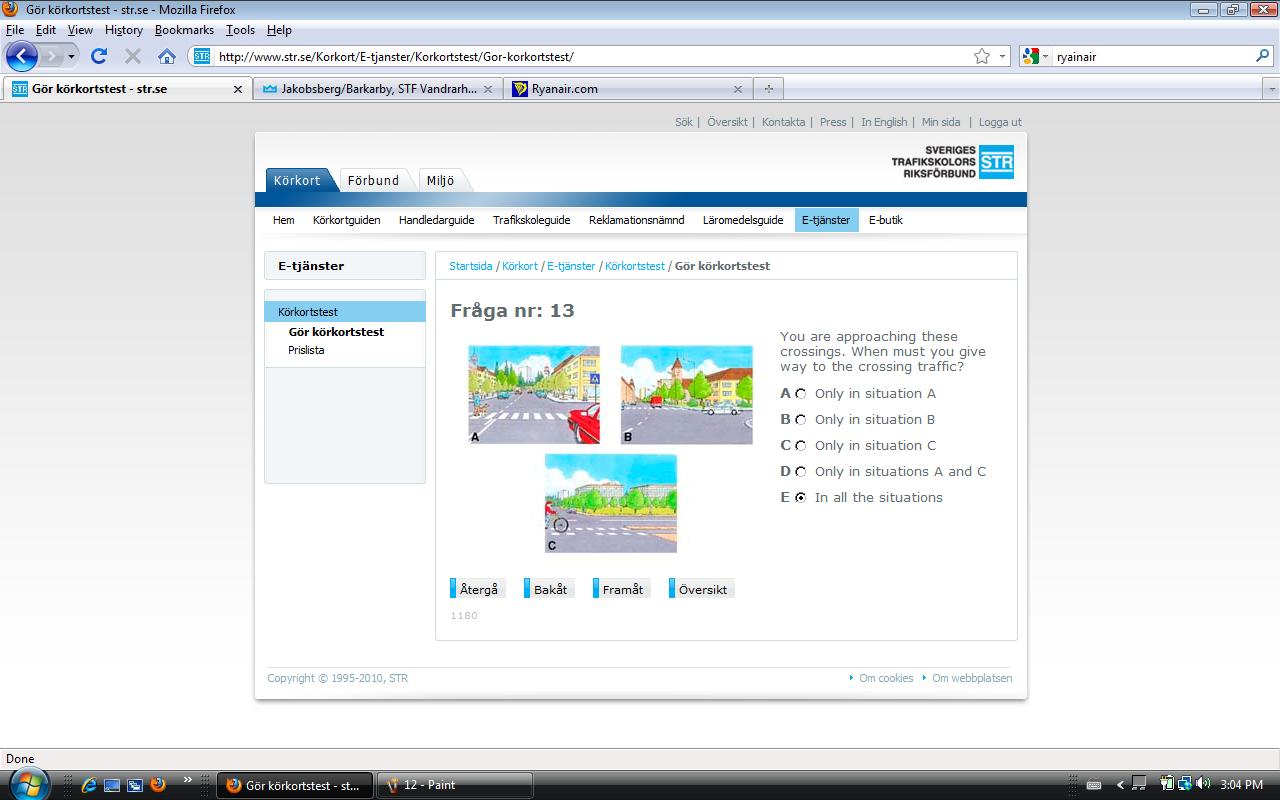 Gör körkortstest - str.se - Mozilla Firefox
File Edit View History Bookmarks Tools Help
STR http://www.str.se/Korkort/E-tjanster/Korkortstest/Gor-korkortstest/ ryainair
STR Gör körkortstest - str.se Jakobsberg/Barkarby, STF Vandrarh... Ryanair.com
Sök | Översikt | Kontakta | Press | In English | Min sida | Logga ut
SVERIGES
TRAFIKSKOLORS STR
RIKSFÖRBUND
Körkort Förbund Miljö
Hem Körkortguiden Handledarguide Trafikskoleguide Reklamationsnämnd Läromedelsguide E-tjänster E-butik
E-tjänster
Körkortstest
Gör körkortstest
Prislista
Startsida / Körkort / E-tjänster / Körkortstest / Gör körkortstest
Fråga nr: 13
A
B
C
You are approaching these
crossings. When must you give
way to the crossing traffic?
A Only in situation A
B Only in situation B
C Only in situation C
D Only in situations A and C
E In all the situations
Återgå Bakåt Framåt Översikt
1180
Copyright © 1995-2010, STR Om cookies Om webbplatsen
Done
» Gör körkortstest - st... 12 - Paint 3:04 PM